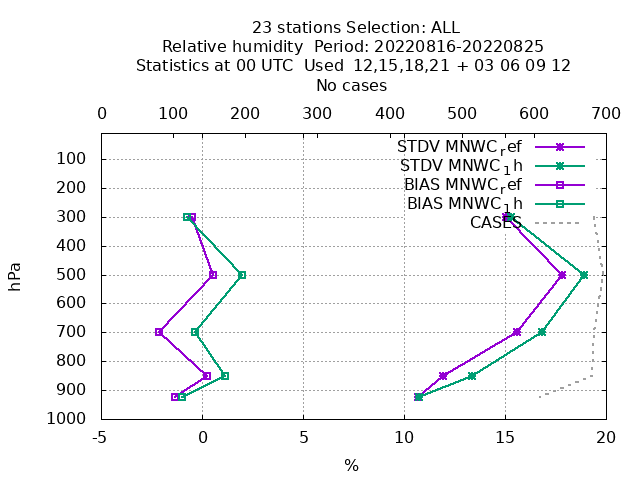 23 stations Selection: ALL
Relative humidity  Period: 20220816-20220825
Statistics at 00 UTC  Used  12,15,18,21 + 03 06 09 12
No cases
0 100 200 300 400 500 600 700
STDV MNWC_ref
STDV MNWC_1h
BIAS MNWC_ref
BIAS MNWC_1h
CASES
100
200
300
400
500
600
700
800
900
1000
hPa
-5 0 5 10 15 20
%